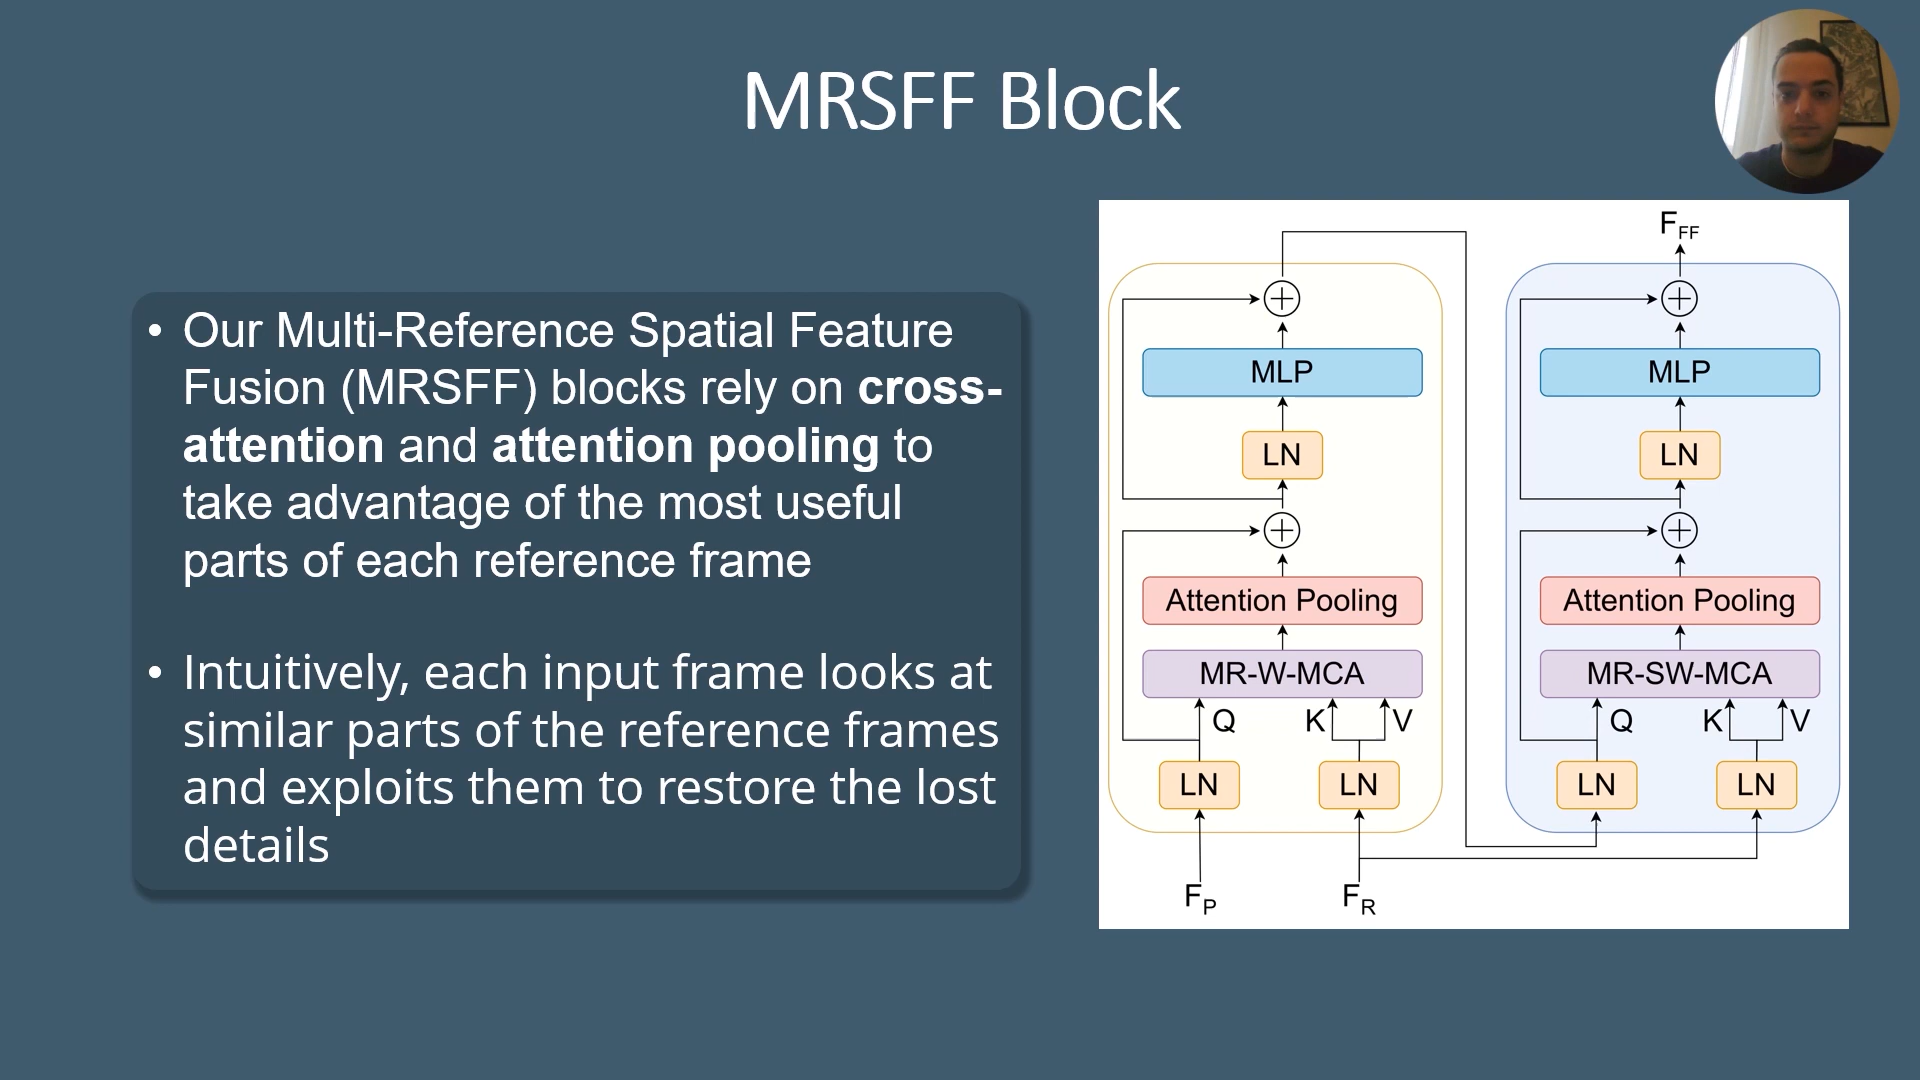 MRSFF Block
• Our Multi-Reference Spatial Feature
Fusion (MRSFF) blocks rely on cross-
attention and attention pooling to
take advantage of the most useful
parts of each reference frame
• Intuitively, each input frame looks at
similar parts of the reference frames
and exploits them to restore the lost
details
MLP
LN
Attention Pooling
MR-W-MCA
Q K V
LN LN
F_P F_R
F_FF
MLP
LN
Attention Pooling
MR-SW-MCA
Q K V
LN LN